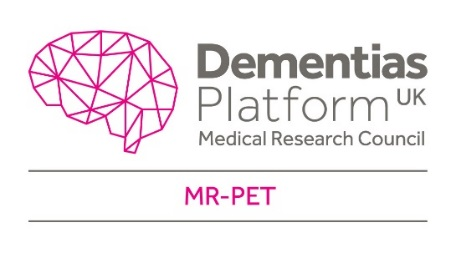 Dementias
Platform UK
Medical Research Council
MR-PET